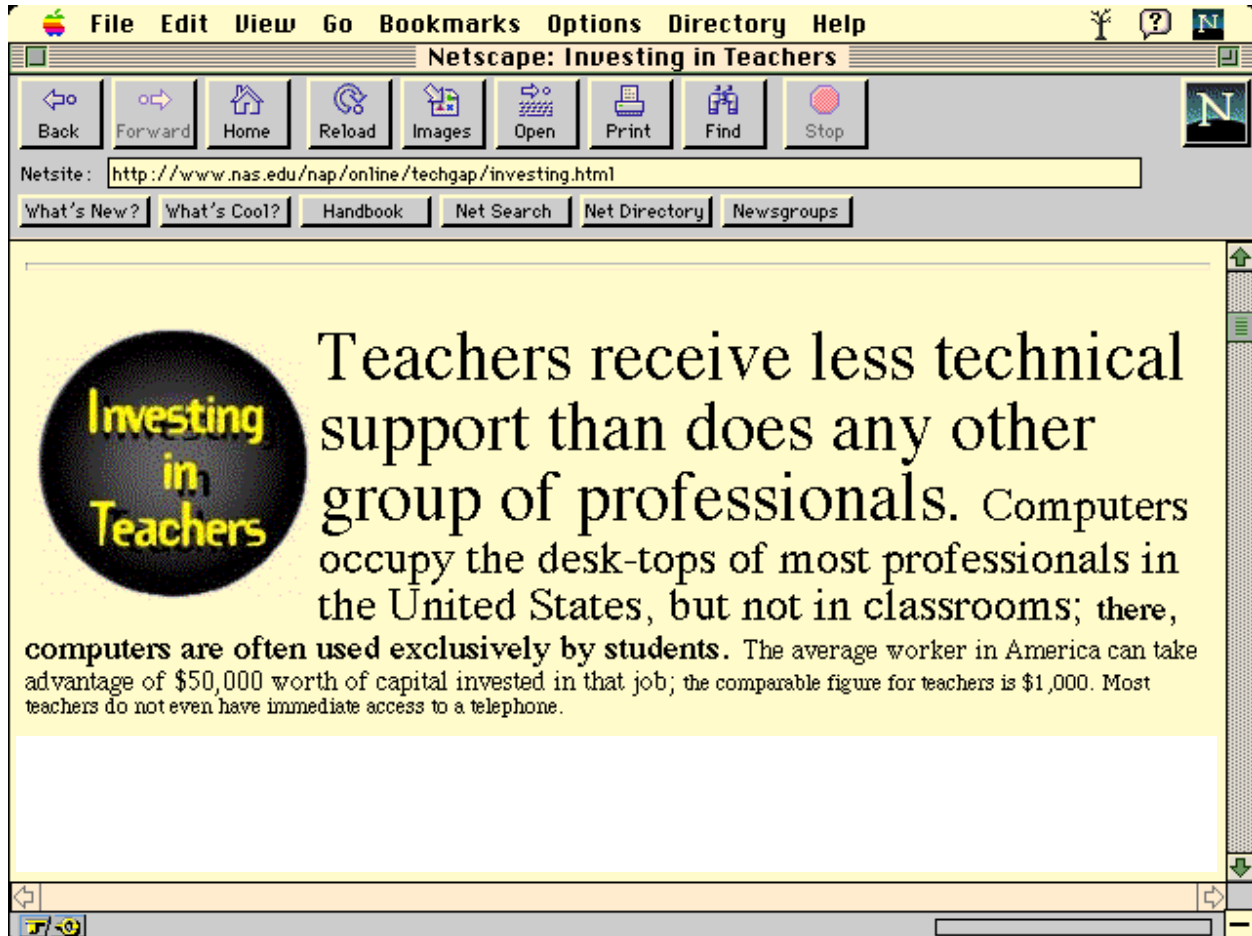 File Edit View Go Bookmarks Options Directory Help
Netscape: Investing in Teachers
Back Forward Home Reload Images Open Print Find Stop
N
Netsite: http://www.nas.edu/nap/online/techgap/investing.html
What's New? What's Cool? Handbook Net Search Net Directory Newsgroups
Investing
in
Teachers
Teachers receive less technical
support than does any other
group of professionals. Computers
occupy the desk-tops of most professionals in
the United States, but not in classrooms; there,
computers are often used exclusively by students. The average worker in America can take
advantage of $50,000 worth of capital invested in that job; the comparable figure for teachers is $1,000. Most
teachers do not even have immediate access to a telephone.